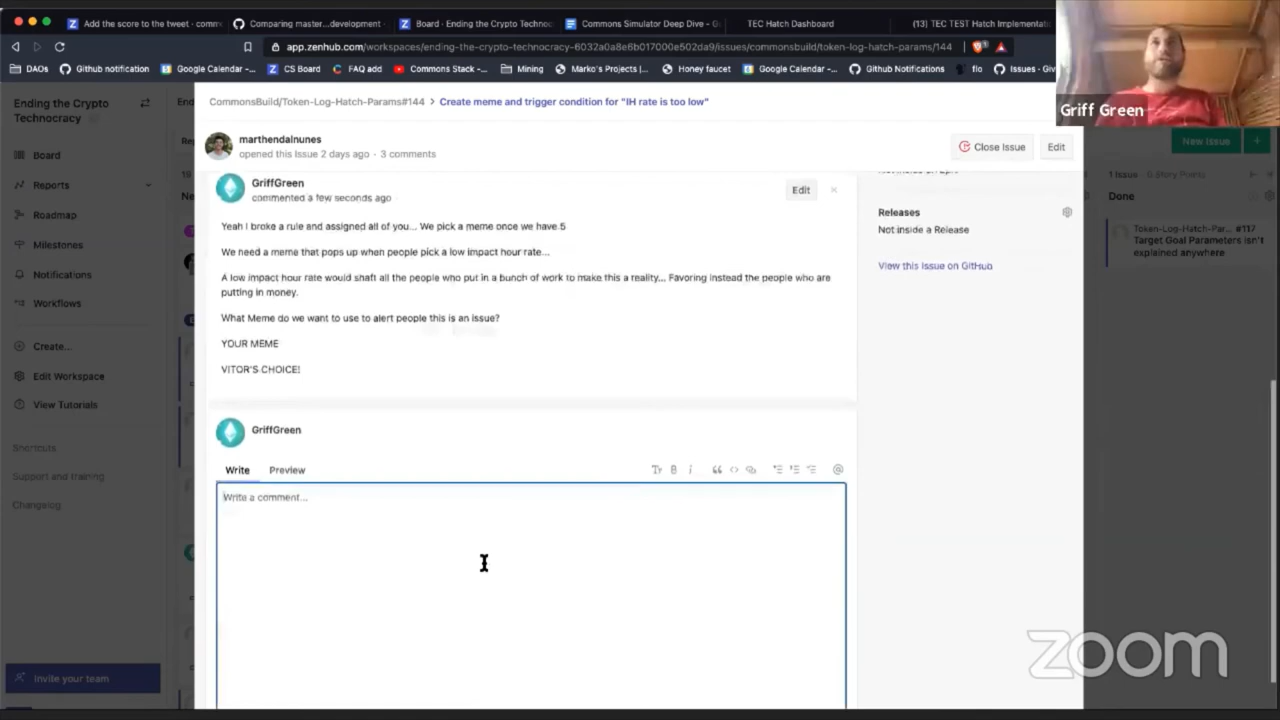 Add the score to the tweet · comm
Comparing master...development
Board · Ending the Crypto Techno
Commons Simulator Deep Dive - G
TEC Hatch Dashboard
(13) TEC TEST Hatch Implementat
app.zenhub.com/workspaces/ending-the-crypto-technocracy-6032a0a8e6b017000e502da9/issues/commonsbuild/token-log-hatch-params/144
DAOs
Github notification
Google Calendar -...
CS Board
FAQ add
Commons Stack -...
Mining
Marko's Projects |...
Honey faucet
Google Calendar -...
Github Notifications
flo
Issues · Giv
Griff Green
Ending the Crypto
Technocracy
Board
Reports
Roadmap
Milestones
Notifications
Workflows
Create...
Edit Workspace
View Tutorials
Shortcuts
Support and training
Changelog
Invite your team
CommonsBuild/Token-Log-Hatch-Params#144 > Create meme and trigger condition for "IH rate is too low"
marthendalnunes
opened this Issue 2 days ago · 3 comments
Close Issue
Edit
GriffGreen
commented a few seconds ago
Edit
Yeah I broke a rule and assigned all of you... We pick a meme once we have 5
We need a meme that pops up when people pick a low impact hour rate...
A low impact hour rate would shaft all the people who put in a bunch of work to make this a reality... Favoring instead the people who are
putting in money.
What Meme do we want to use to alert people this is an issue?
YOUR MEME
VITOR'S CHOICE!
GriffGreen
Write
Preview
Write a comment...
Releases
Not inside a Release
View this Issue on GitHub
New Issue
1 Issue
6 Story Points
Done
Token-Log-Hatch-Par... #117
Target Goal Parameters isn't
explained anywhere
zoom